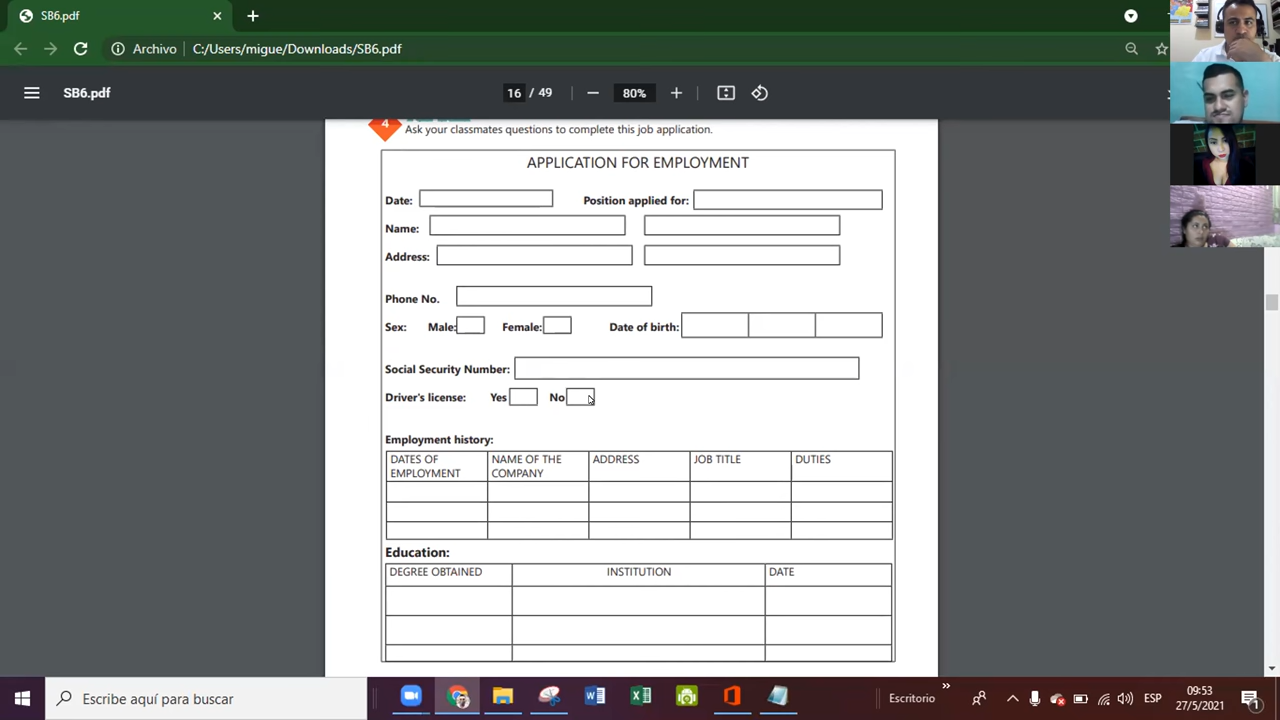 SB6.pdf
Archivo C:/Users/migue/Downloads/SB6.pdf
SB6.pdf 16 / 49 80%
4
Ask your classmates questions to complete this job application.
APPLICATION FOR EMPLOYMENT
Date: Position applied for:
Name:
Address:
Phone No.
Sex: Male: Female: Date of birth:
Social Security Number:
Driver's license: Yes No
Employment history:
DATES OF EMPLOYMENT NAME OF THE COMPANY ADDRESS JOB TITLE DUTIES
Education:
DEGREE OBTAINED INSTITUTION DATE
Escribe aquí para buscar Escritorio » ESP 09:53
27/5/2021 1